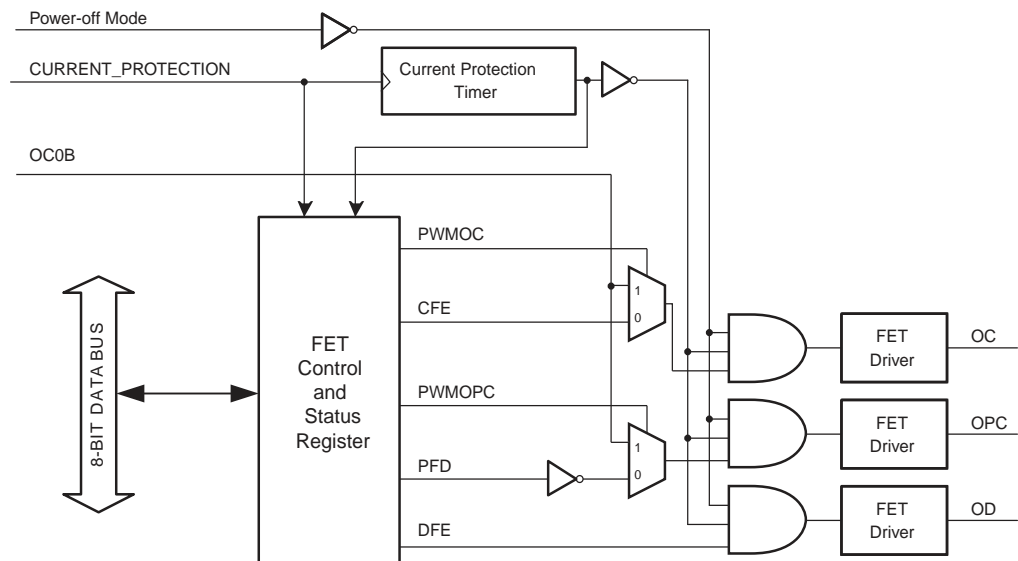 Power-off Mode
CURRENT_PROTECTION
Current Protection
Timer
OC0B
PWMOC
1
0
CFE
8-BIT DATA BUS
FET
Control
and
Status
Register
PWMOPC
1
0
PFD
DFE
FET
Driver
OC
FET
Driver
OPC
FET
Driver
OD